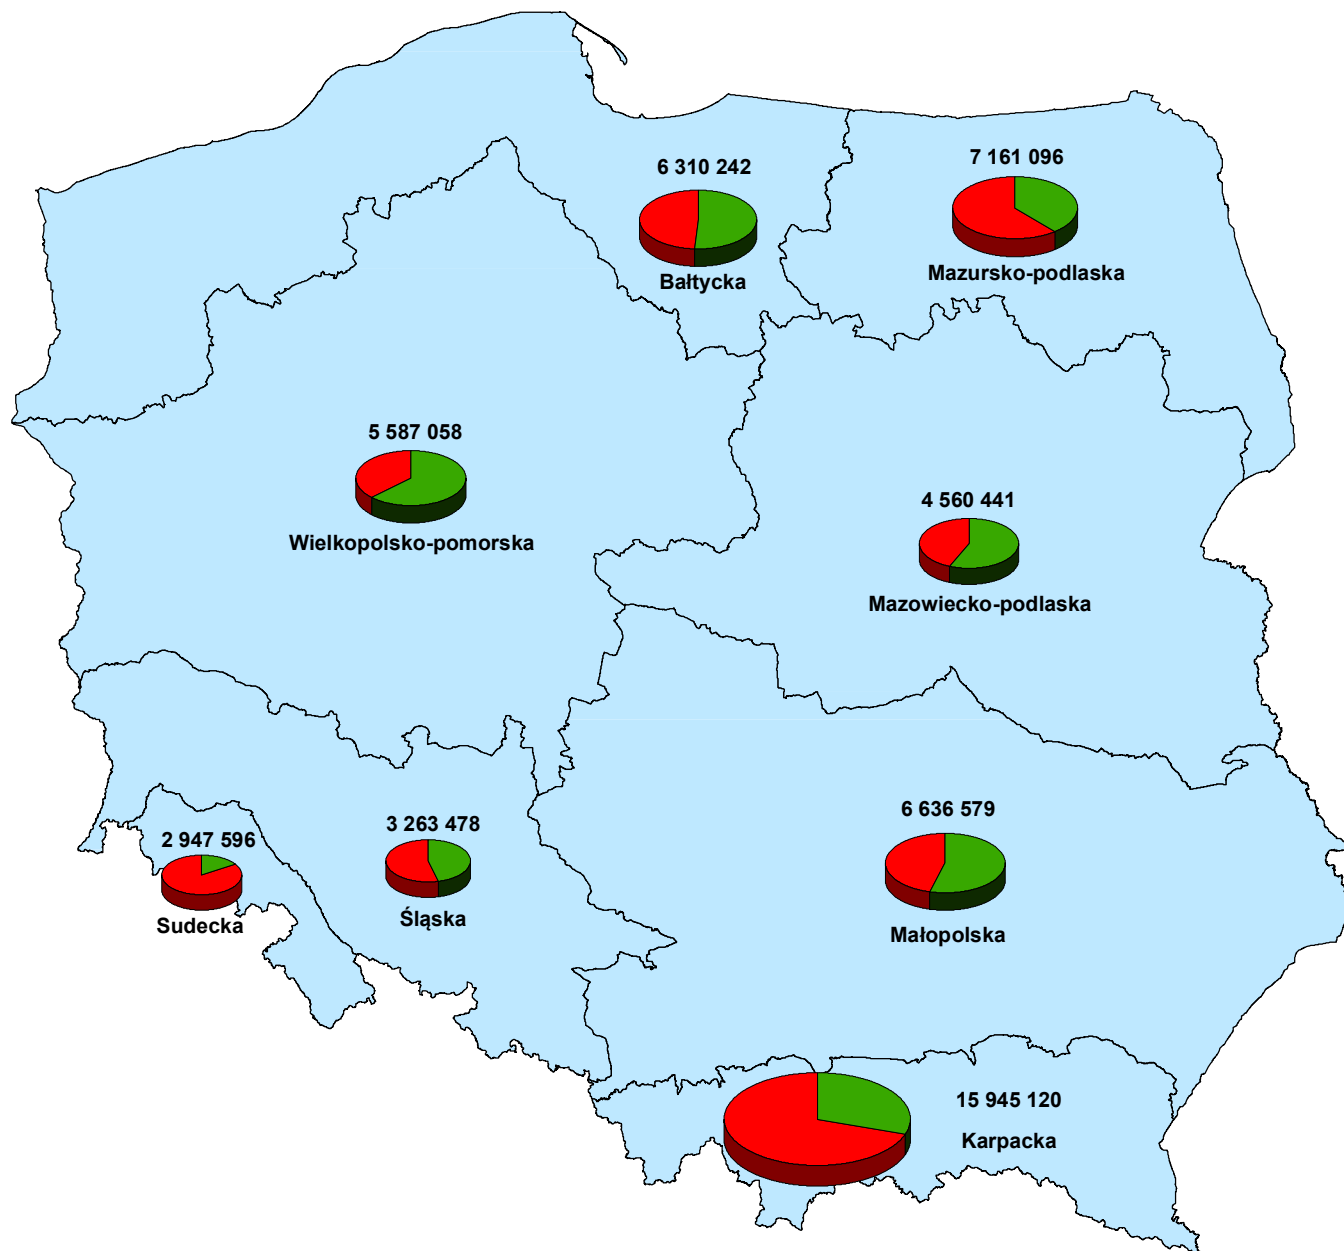 6 310 242
Bałtycka
7 161 096
Mazursko-podlaska
5 587 058
Wielkopolsko-pomorska
4 560 441
Mazowiecko-podlaska
2 947 596
Sudecka
3 263 478
Śląska
6 636 579
Małopolska
15 945 120
Karpacka